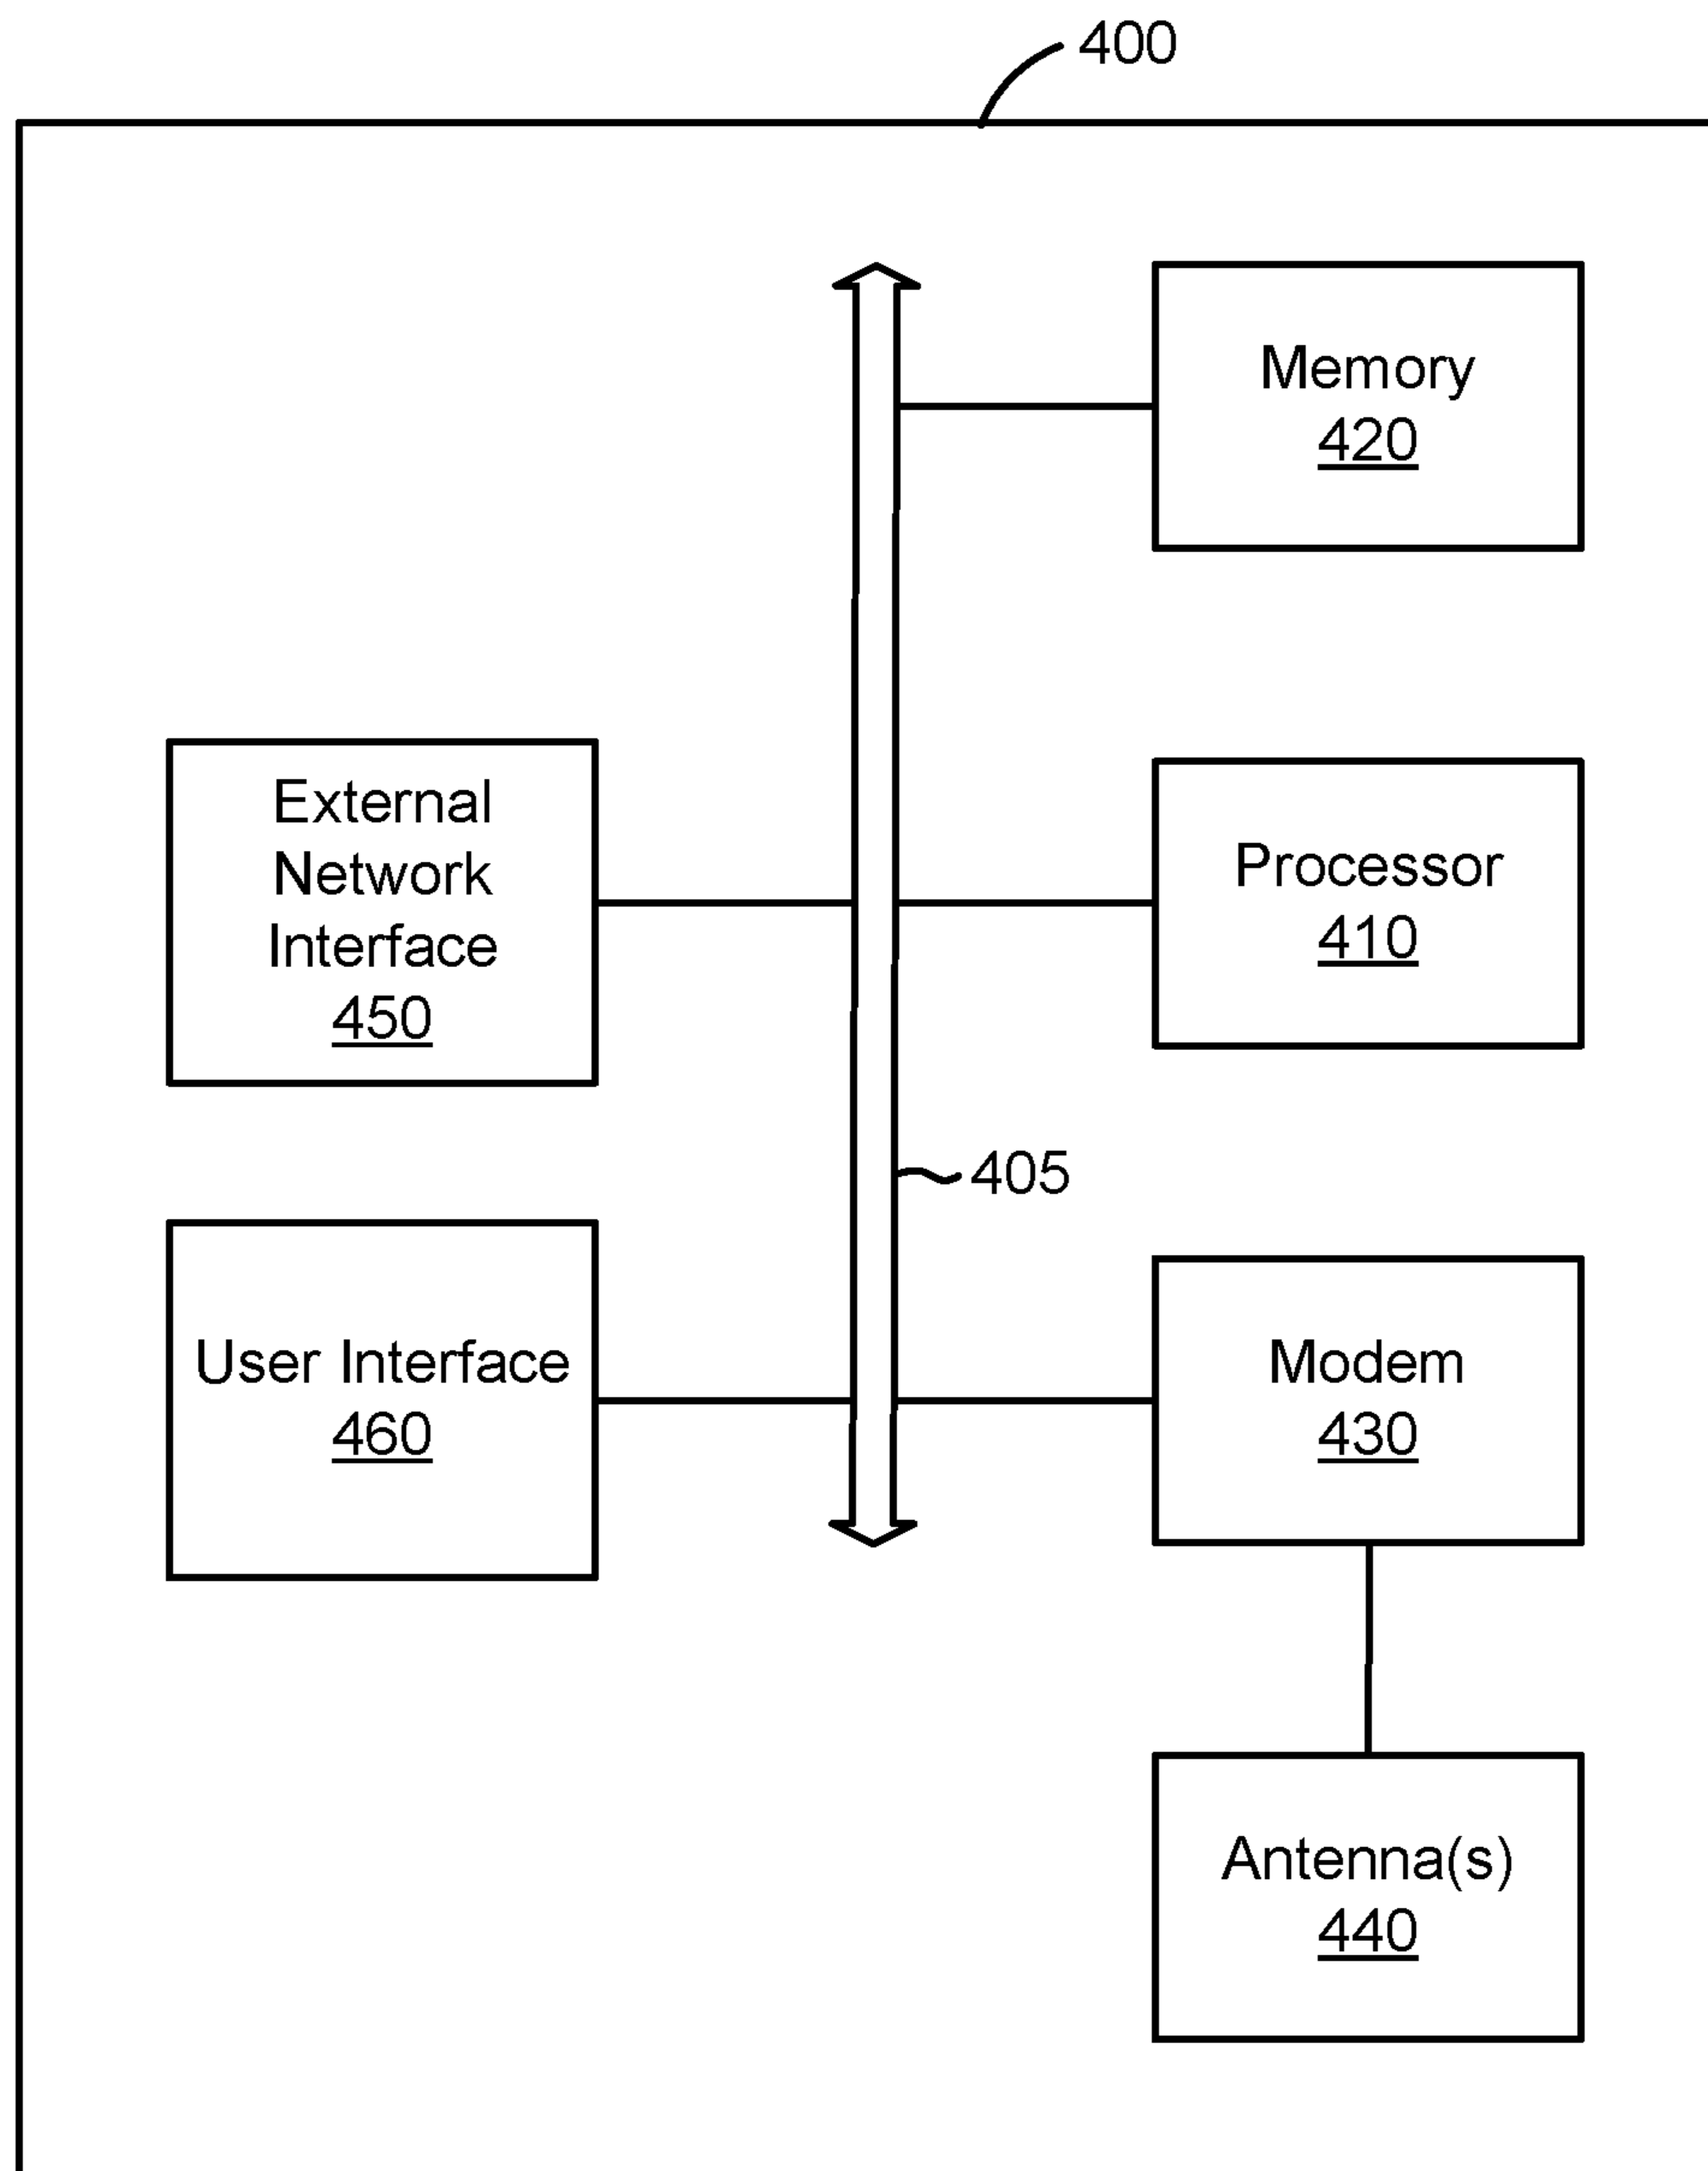 400
Memory
420
External
Network
Interface
450
Processor
410
405
User Interface
460
Modem
430
Antenna(s)
440